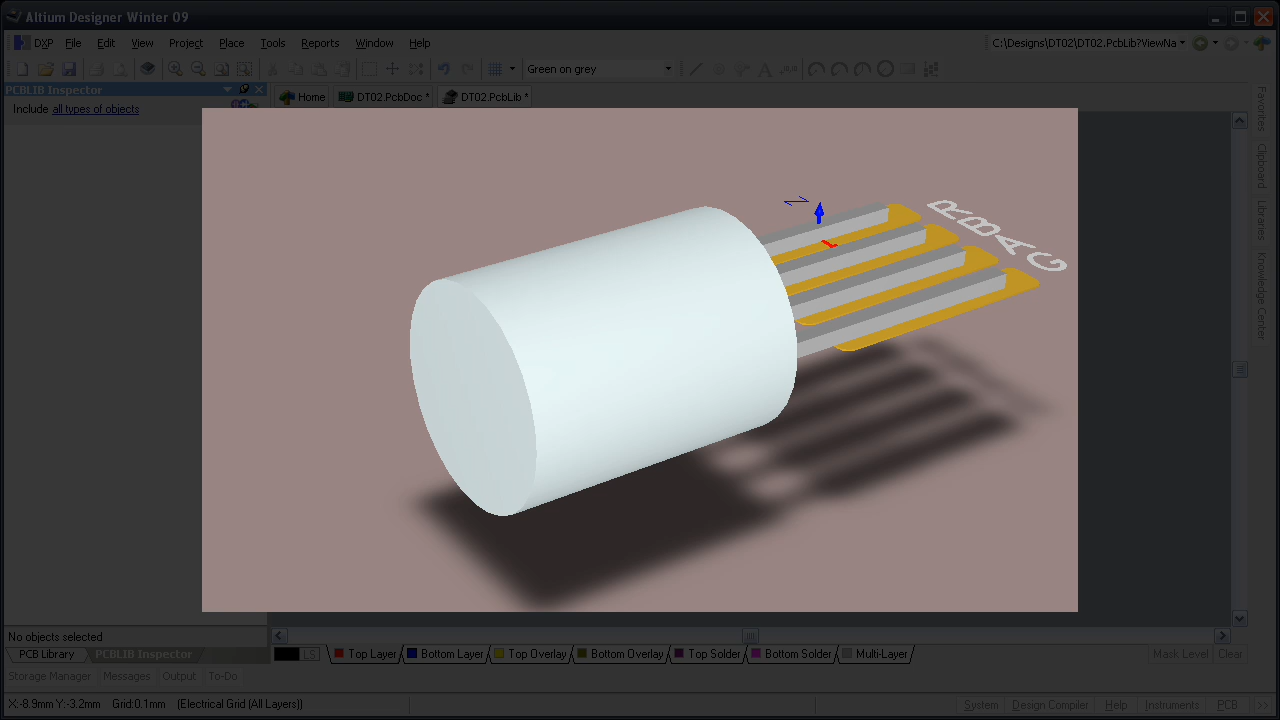 Altium Designer Winter 09
DXP File Edit View Project Place Tools Reports Window Help
C:\Designs\DT02\DT02.PcbLib?ViewNa
Green on grey
PCBLIB Inspector
Home DT02.PcbDoc * DT02.PcbLib *
Include all types of objects
Favorites
Clipboard
Libraries
Knowledge Center
R B A G
1
No objects selected
PCB Library PCBLIB Inspector
LS Top Layer Bottom Layer Top Overlay Bottom Overlay Top Solder Bottom Solder Multi-Layer Mask Level Clear
Storage Manager Messages Output To-Do
X:-8.9mm Y:-3.2mm Grid:0.1mm (Electrical Grid (All Layers)) System Design Compiler Help Instruments PCB >>